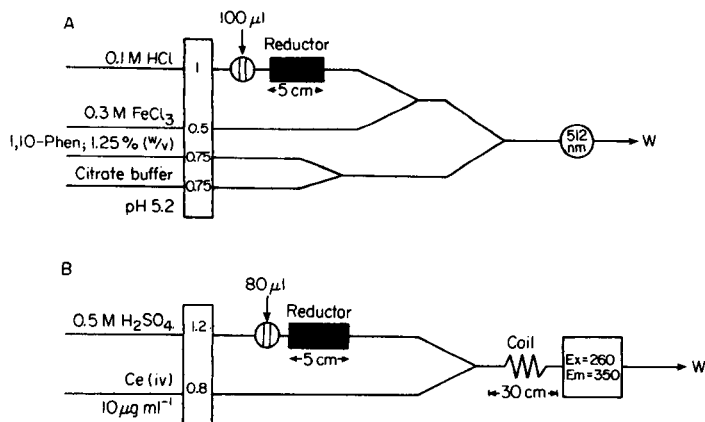 A
100 μl
0.1 M HCl
1
Reductor
5 cm
0.3 M FeCl3
0.5
1,10-Phen; 1.25% (w/v)
0.75
Citrate buffer
0.75
pH 5.2
512 nm
W
B
80 μl
0.5 M H2SO4
1.2
Reductor
5 cm
Ce (iv)
0.8
10 μg ml⁻¹
Coil
30 cm
Ex=260
Em=350
W